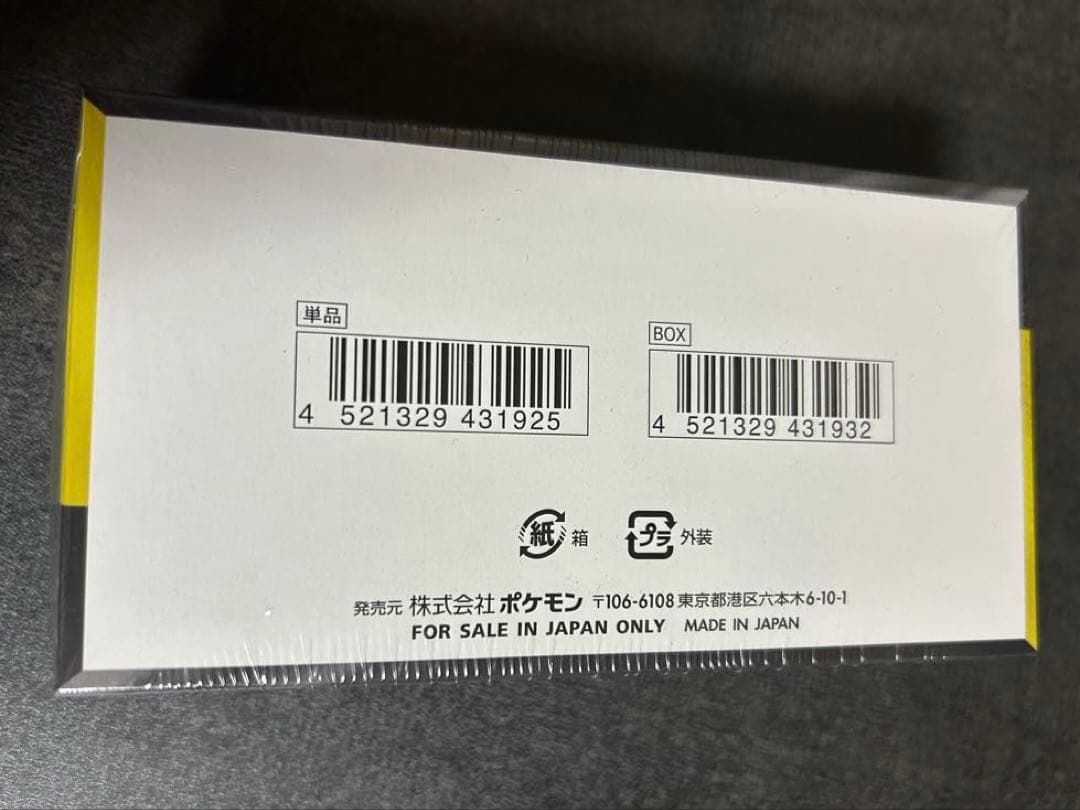 単品
4 521329 431925
BOX
4 521329 431932
紙 箱
プラ 外装
発売元 株式会社ポケモン 〒106-6108 東京都港区六本木6-10-1
FOR SALE IN JAPAN ONLY MADE IN JAPAN